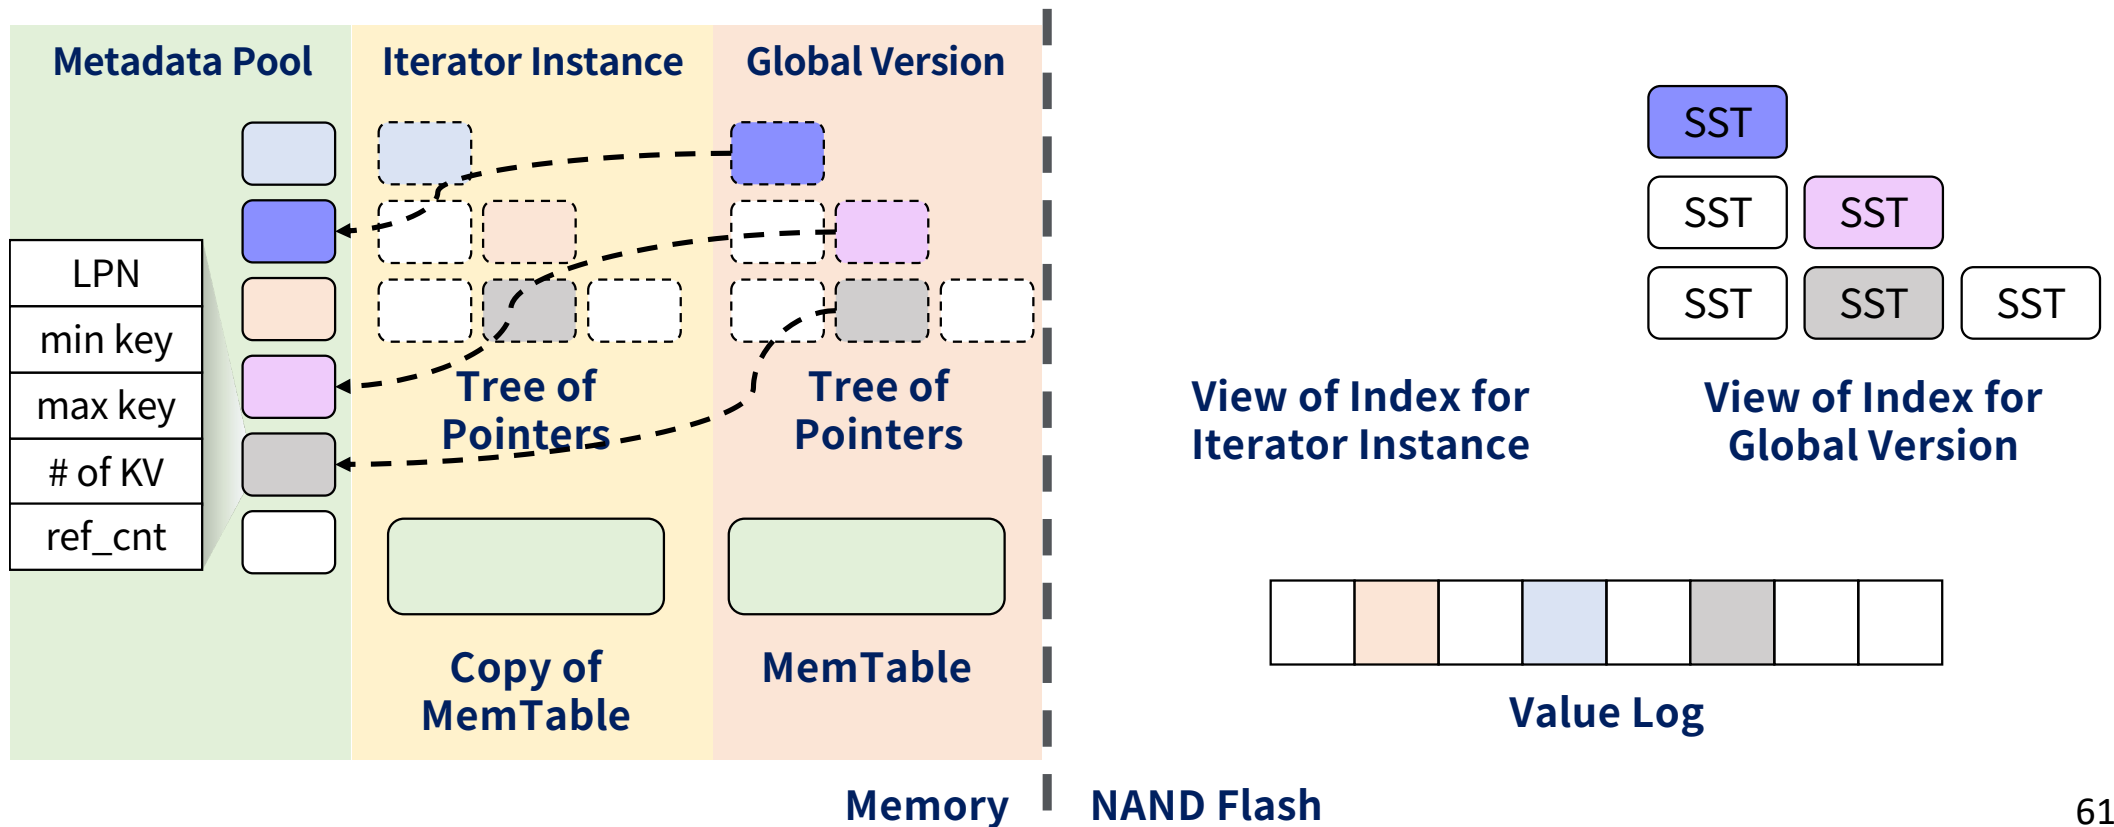 Metadata Pool
Iterator Instance
Global Version
LPN
min key
max key
# of KV
ref_cnt
Tree of
Pointers
Tree of
Pointers
Copy of
MemTable
MemTable
Memory
SST
SST
SST
SST
SST
SST
View of Index for
Iterator Instance
View of Index for
Global Version
Value Log
NAND Flash
61